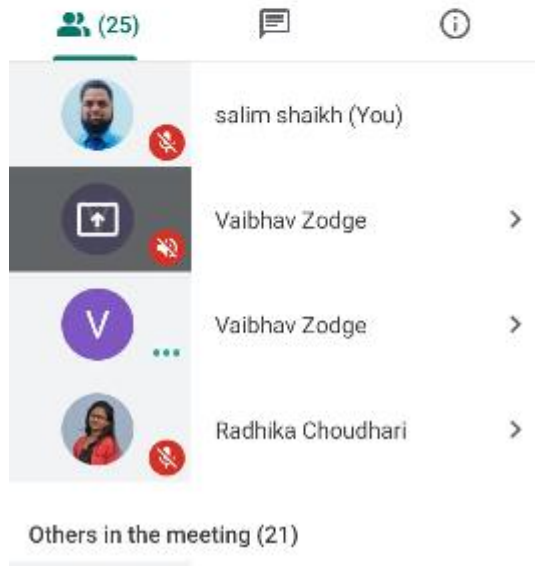 (25)
salim shaikh (You)
Vaibhav Zodge
V
Vaibhav Zodge
Radhika Choudhari
Others in the meeting (21)